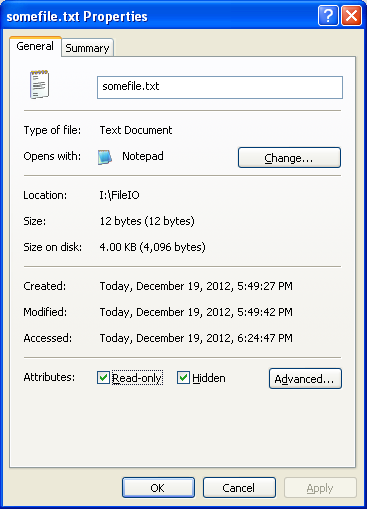 somefile.txt Properties
General Summary
somefile.txt
Type of file: Text Document
Opens with: Notepad Change...
Location: I:\FileIO
Size: 12 bytes (12 bytes)
Size on disk: 4.00 KB (4,096 bytes)
Created: Today, December 19, 2012, 5:49:27 PM
Modified: Today, December 19, 2012, 5:49:42 PM
Accessed: Today, December 19, 2012, 6:24:47 PM
Attributes: Read-only Hidden Advanced...
OK Cancel Apply